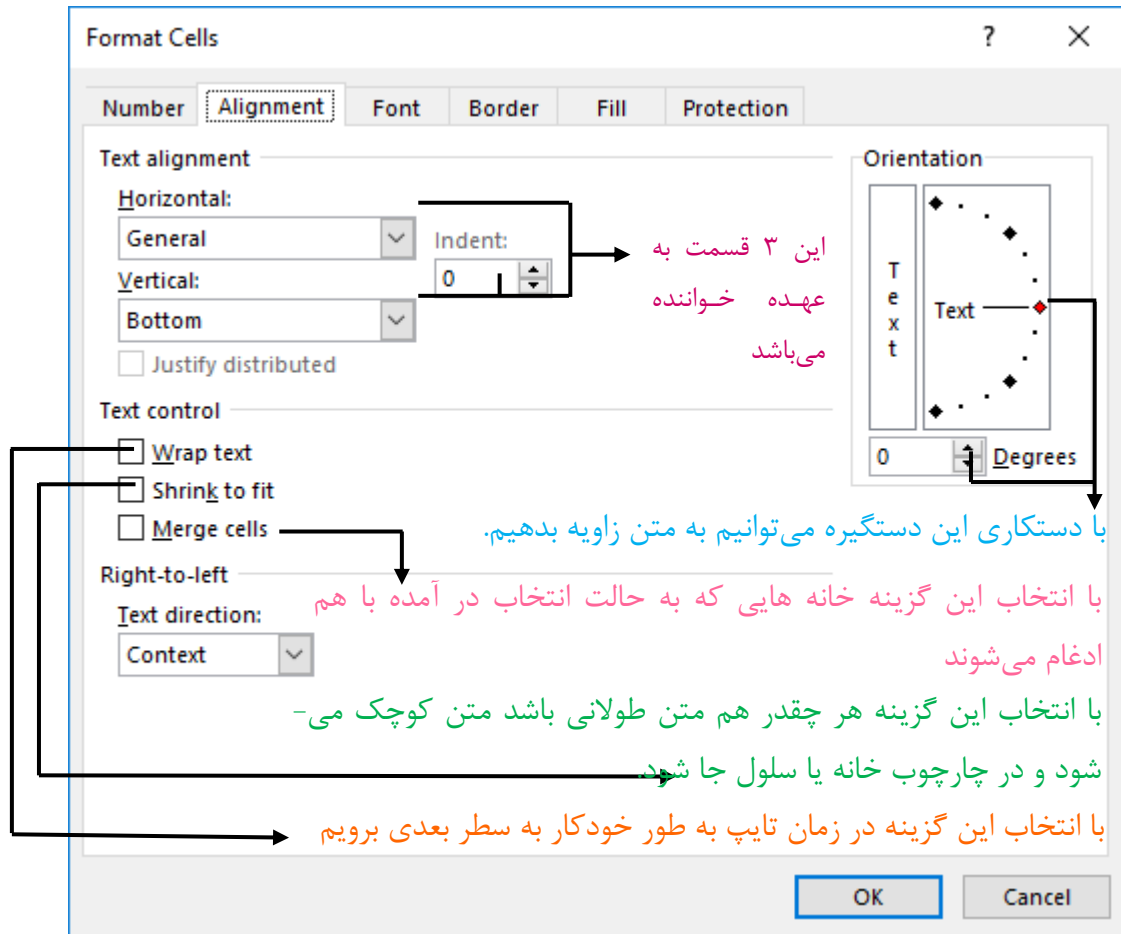 Format Cells ? ×
Number Alignment Font Border Fill Protection
Text alignment
Horizontal:
General
Indent:
0
Vertical:
Bottom
Justify distributed
این ۳ قسمت به
عهده خواننده
می‌باشد
Orientation
Text
Text
0 Degrees
Text control
Wrap text
Shrink to fit
Merge cells
با دستکاری این دستگیره می‌توانیم به متن زاویه بدهیم.
Right-to-left
Text direction:
Context
با انتخاب این گزینه خانه هایی که به حالت انتخاب در آمده با هم
ادغام می‌شوند
با انتخاب این گزینه هر چقدر هم متن طولانی باشد متن کوچک می-
شود و در چارچوب خانه یا سلول جا شود.
با انتخاب این گزینه در زمان تایپ به طور خودکار به سطر بعدی برویم
OK Cancel